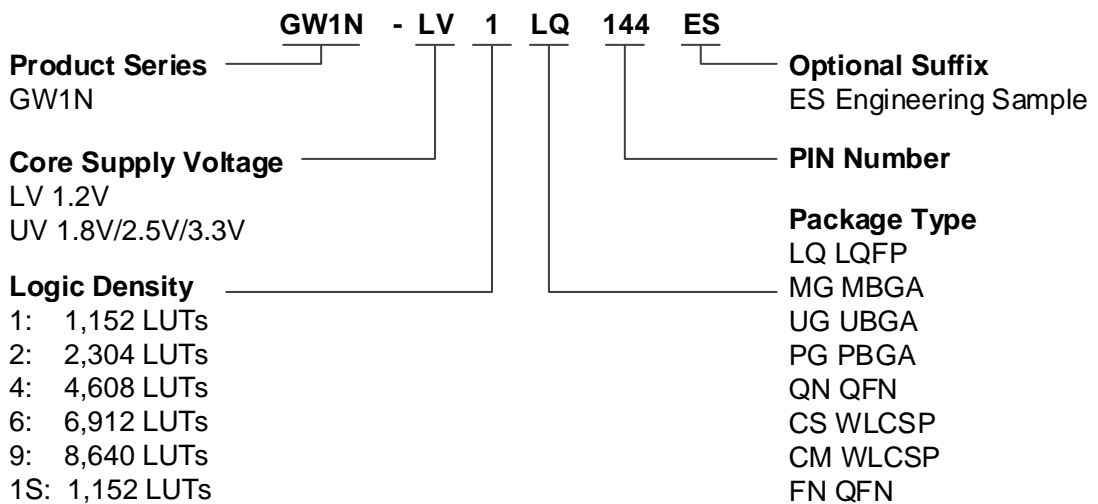 GW1N - LV 1 LQ 144 ES
Product Series
GW1N
Core Supply Voltage
LV 1.2V
UV 1.8V/2.5V/3.3V
Logic Density
1: 1,152 LUTs
2: 2,304 LUTs
4: 4,608 LUTs
6: 6,912 LUTs
9: 8,640 LUTs
1S: 1,152 LUTs
Optional Suffix
ES Engineering Sample
PIN Number
Package Type
LQ LQFP
MG MBGA
UG UBGA
PG PBGA
QN QFN
CS WLCSP
CM WLCSP
FN QFN